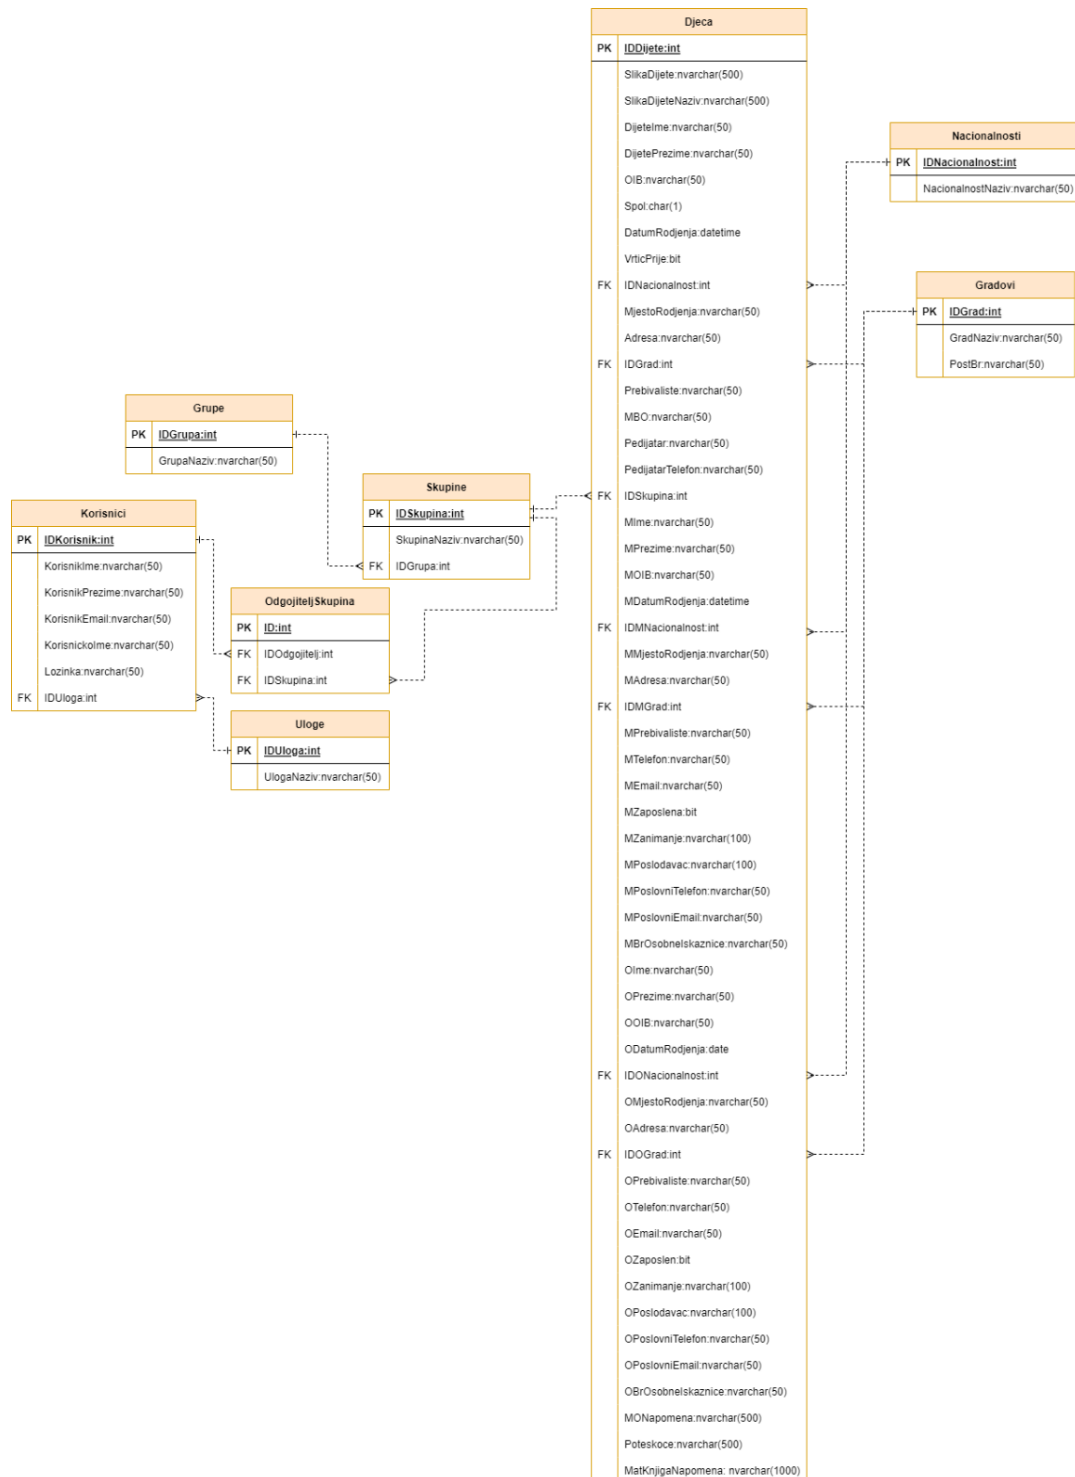 Djeca
PK IDDijete:int
SlikaDijete:nvarchar(500)
SlikaDijeteNaziv:nvarchar(500)
DijeteIme:nvarchar(50)
DijetePrezime:nvarchar(50)
OIB:nvarchar(50)
Spol:char(1)
DatumRodjenja:datetime
VrticPrije:bit
FK IDNacionalnost:int
MjestoRodjenja:nvarchar(50)
Adresa:nvarchar(50)
FK IDGrad:int
Prebivaliste:nvarchar(50)
MBO:nvarchar(50)
Pedijatar:nvarchar(50)
PedijatarTelefon:nvarchar(50)
FK IDSkupina:int
MIme:nvarchar(50)
MPrezime:nvarchar(50)
MOIB:nvarchar(50)
MDatumRodjenja:datetime
FK IDMNacionalnost:int
MMjestoRodjenja:nvarchar(50)
MAdresa:nvarchar(50)
FK IDMGrad:int
MPrebivaliste:nvarchar(50)
MTelefon:nvarchar(50)
MEmail:nvarchar(50)
MZaposlena:bit
MZanimanje:nvarchar(100)
MPoslodavac:nvarchar(100)
MPoslovniTelefon:nvarchar(50)
MPoslovniEmail:nvarchar(50)
MBrOsobneIskaznice:nvarchar(50)
OIme:nvarchar(50)
OPrezime:nvarchar(50)
OOIB:nvarchar(50)
ODatumRodjenja:date
FK IDONacionalnost:int
OMjestoRodjenja:nvarchar(50)
OAdresa:nvarchar(50)
FK IDOGrad:int
OPrebivaliste:nvarchar(50)
OTelefon:nvarchar(50)
OEmail:nvarchar(50)
OZaposlen:bit
OZanimanje:nvarchar(100)
OPoslodavac:nvarchar(100)
OPoslovniTelefon:nvarchar(50)
OPoslovniEmail:nvarchar(50)
OBrOsobneIskaznice:nvarchar(50)
MONapomena:nvarchar(500)
Poteskoce:nvarchar(500)
MatKnjigaNapomena: nvarchar(1000)
Nacionalnosti
PK IDNacionalnost:int
NacionalnostNaziv:nvarchar(50)
Gradovi
PK IDGrad:int
GradNaziv:nvarchar(50)
PostBr:nvarchar(50)
Grupe
PK IDGrupa:int
GrupaNaziv:nvarchar(50)
Skupine
PK IDSkupina:int
SkupinaNaziv:nvarchar(50)
FK IDGrupa:int
Korisnici
PK IDKorisnik:int
KorisnikIme:nvarchar(50)
KorisnikPrezime:nvarchar(50)
KorisnikEmail:nvarchar(50)
KorisnickoIme:nvarchar(50)
Lozinka:nvarchar(50)
FK IDUloga:int
OdgojiteljSkupina
PK ID:int
FK IDOdgojitelj:int
FK IDSkupina:int
Uloge
PK IDUloga:int
UlogaNaziv:nvarchar(50)